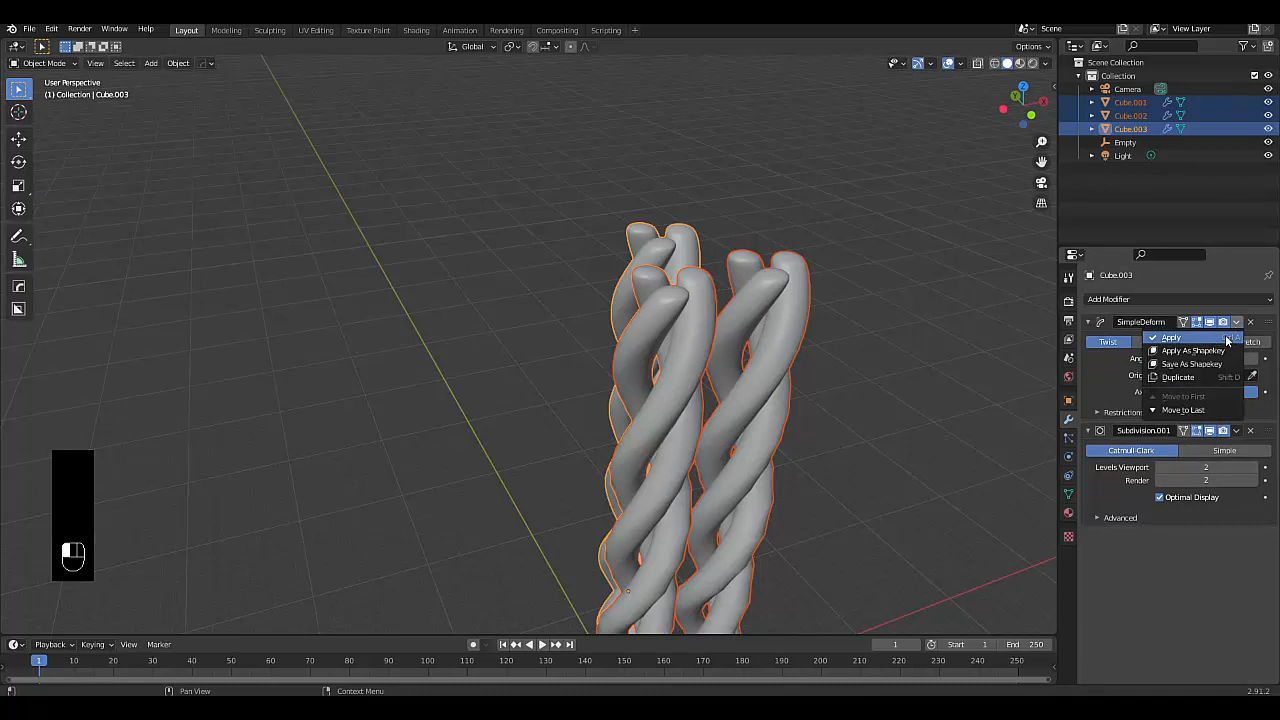 File Edit Render Window Help Layout Modeling Sculpting UV Editing Texture Paint Shading Animation Rendering Compositing Scripting + Scene View Layer
Global Options
Object Mode View Select Add Object
User Perspective
(1) Collection | Cube.003
Scene Collection
Collection
Camera
Cube.001
Cube.002
Cube.003
Empty
Light
Cube.003
Add Modifier
SimpleDeform
Twist
Apply
Apply As Shapekey
Save As Shapekey
Duplicate Shift D
Move to First
Move to Last
Restrictions
Subdivision.001
Catmull-Clark Simple
Levels Viewport 2
Render 2
Optimal Display
Advanced
Playback Keying View Marker 1 Start 1 End 250
1 10 20 30 40 50 60 70 80 90 100 110 120 130 140 150 160 170 180 190 200 210 220 230 240 250
Pan View Context Menu 2.91.2